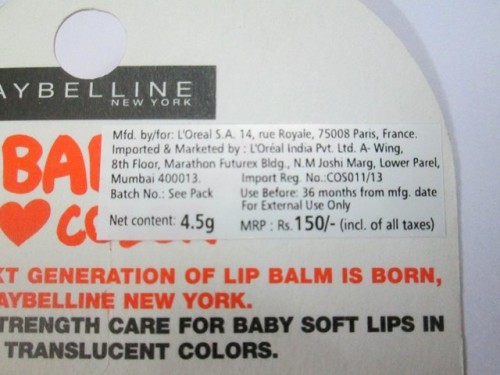 AYBELLINE
NEW YORK
Mfd. by/for: L'Oreal S.A. 14, rue Royale, 75008 Paris, France.
Imported & Marketed by : L'Oréal India Pvt. Ltd. A- Wing,
8th Floor, Marathon Futurex Bldg., N.M Joshi Marg, Lower Parel,
Mumbai 400013. Import Reg. No.:COS011/13
Batch No.: See Pack Use Before: 36 months from mfg. date
For External Use Only
Net content: 4.5g MRP : Rs. 150/- (incl. of all taxes)
BA
XT GENERATION OF LIP BALM IS BORN,
AYBELLINE NEW YORK.
TRENGTH CARE FOR BABY SOFT LIPS IN
TRANSLUCENT COLORS.